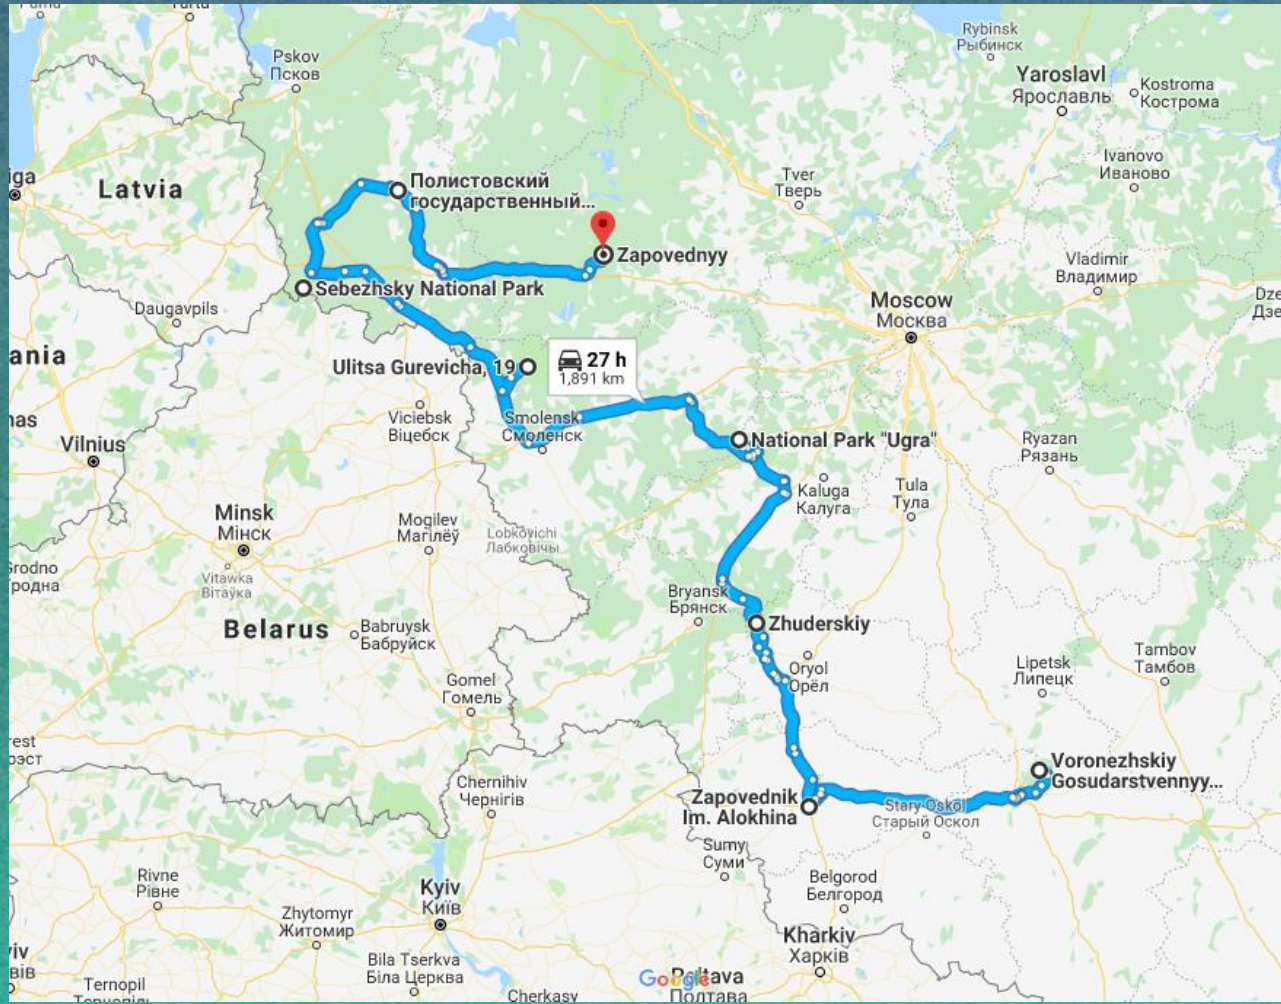 Pskov
Псков
Rybinsk
Рыбинск
Yaroslavl
Ярославль
Kostroma
Кострома
Ivanovo
Иваново
Latvia
Полистовский
государственный...
Tver
Тверь
Zapovednyy
Vladimir
Владимир
Sebezhsky National Park
Daugavpils
Moscow
Москва
Ulitsa Gurevicha, 19
27 h
1,891 km
Viciebsk
Віцебск
Smolensk
Смоленск
Vilnius
National Park "Ugra"
Ryazan
Рязань
Kaluga
Калуга
Tula
Тула
Minsk
Мінск
Mogilev
Магілёў
Lobkovichi
Лабковічы
Vitawka
Вітаўка
Bryansk
Брянск
Zhuderskiy
Belarus
Babruysk
Бабруйск
Oryol
Орёл
Lipetsk
Липецк
Tambov
Тамбов
Gomel
Гомель
Voronezhskiy
Gosudarstvennyy...
Chernihiv
Чернігів
Zapovednik
Im. Alokhina
Stary Oskol
Старый Оскол
Sumy
Суми
Rivne
Рівне
Belgorod
Белгород
Kyiv
Київ
Zhytomyr
Житомир
Kharkiv
Харків
Bila Tserkva
Біла Церква
Google
Poltava
Полтава
Ternopil
Cherkasy